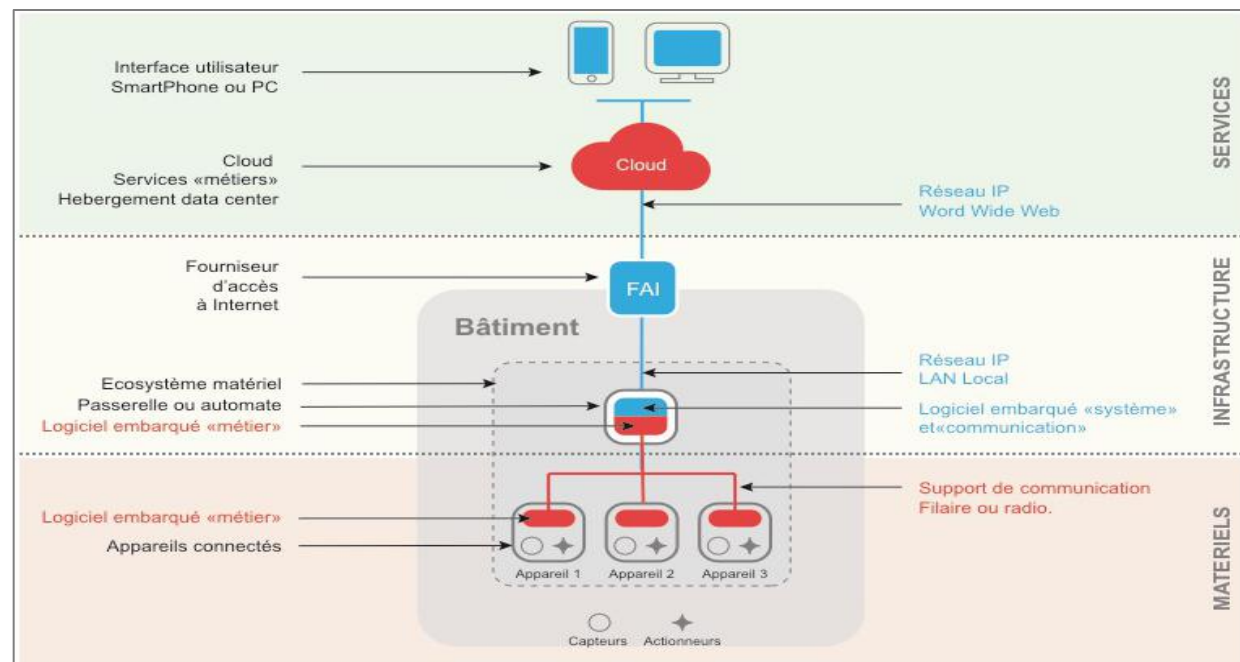 Interface utilisateur
SmartPhone ou PC
Cloud
Services «métiers»
Hebergement data center
Cloud
Réseau IP
Word Wide Web
SERVICES
Fourniseur
d'accès
à Internet
FAI
Bâtiment
Ecosystème matériel
Passerelle ou automate
Logiciel embarqué «métier»
Réseau IP
LAN Local
Logiciel embarqué «système»
et«communication»
INFRASTRUCTURE
Logiciel embarqué «métier»
Appareils connectés
Support de communication
Filaire ou radio.
Appareil 1
Appareil 2
Appareil 3
Capteurs
Actionneurs
MATERIELS